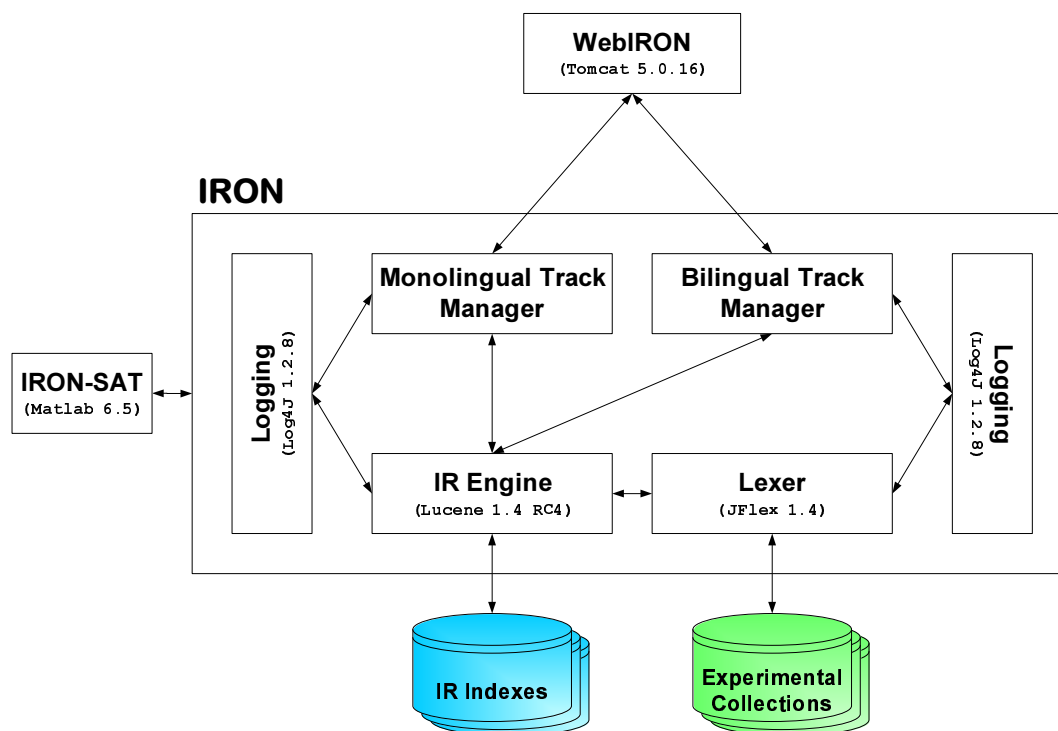 WebIRON
(Tomcat 5.0.16)
IRON
Monolingual Track
Manager
Bilingual Track
Manager
Logging
(Log4J 1.2.8)
Logging
(Log4J 1.2.8)
IRON-SAT
(Matlab 6.5)
IR Engine
(Lucene 1.4 RC4)
Lexer
(JFlex 1.4)
IR Indexes
Experimental
Collections